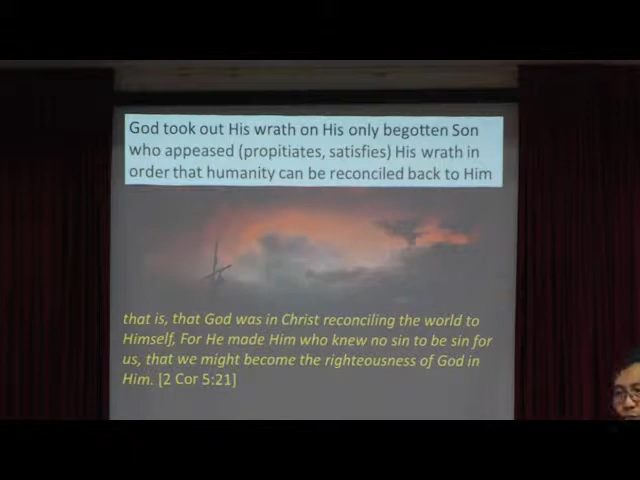 God took out His wrath on His only begotten Son
who appeased (propitiates, satisfies) His wrath in
order that humanity can be reconciled back to Him
that is, that God was in Christ reconciling the world to
Himself, For He made Him who knew no sin to be sin for
us, that we might become the righteousness of God in
Him. [2 Cor 5:21]